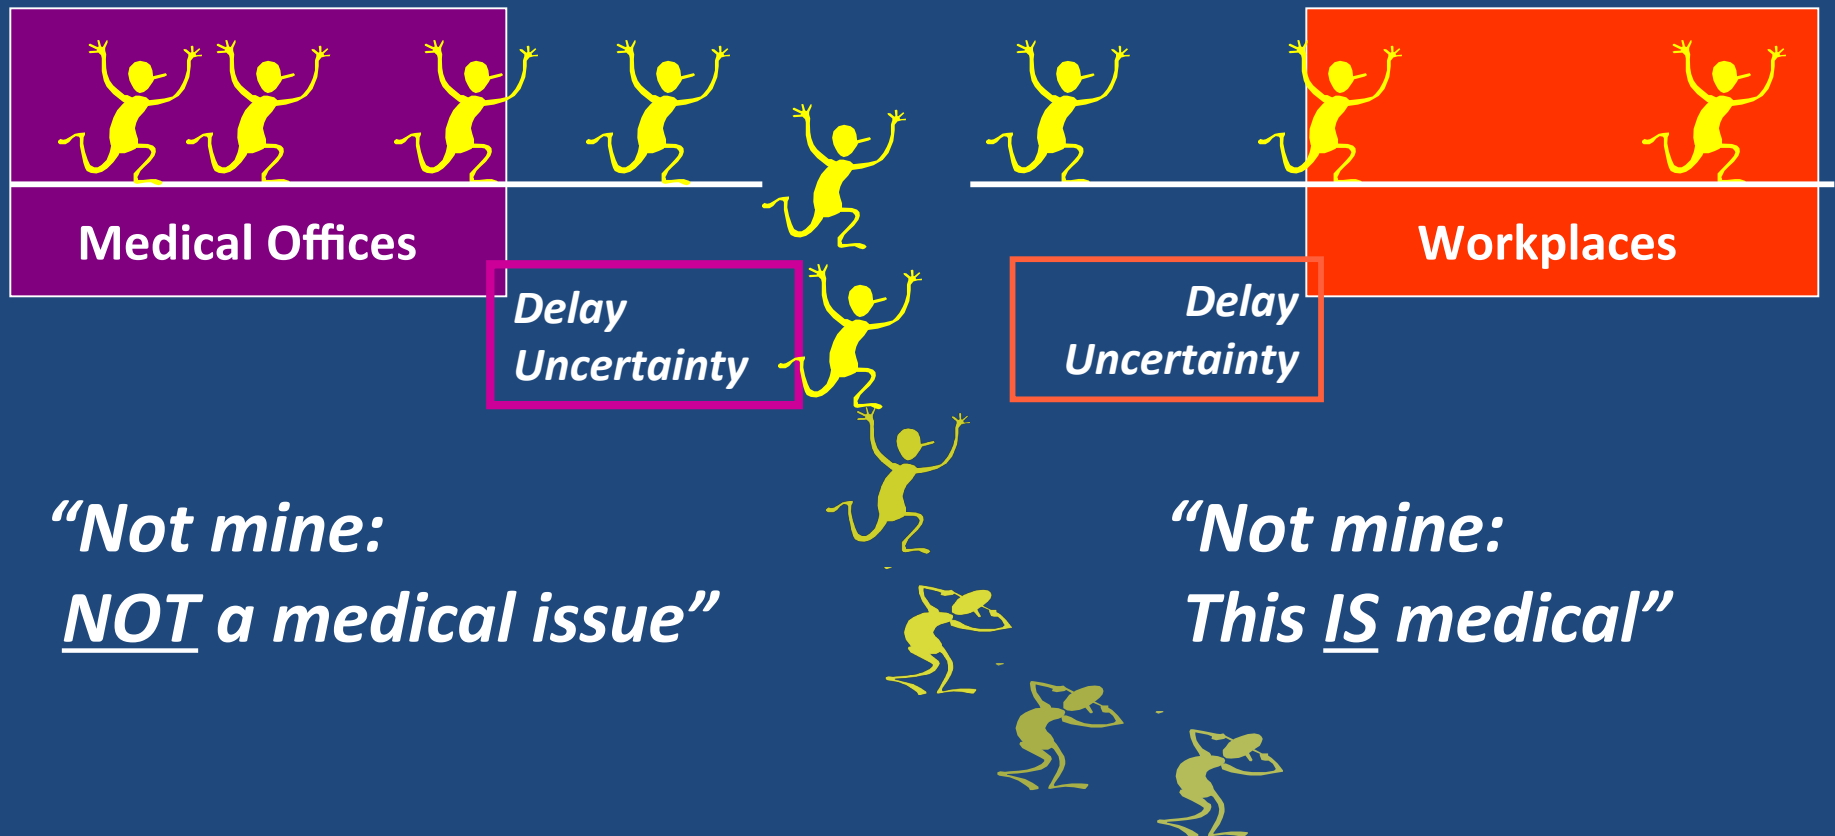 Medical Offices
Workplaces
Delay
Uncertainty
Delay
Uncertainty
“Not mine:
NOT a medical issue”
“Not mine:
This IS medical”